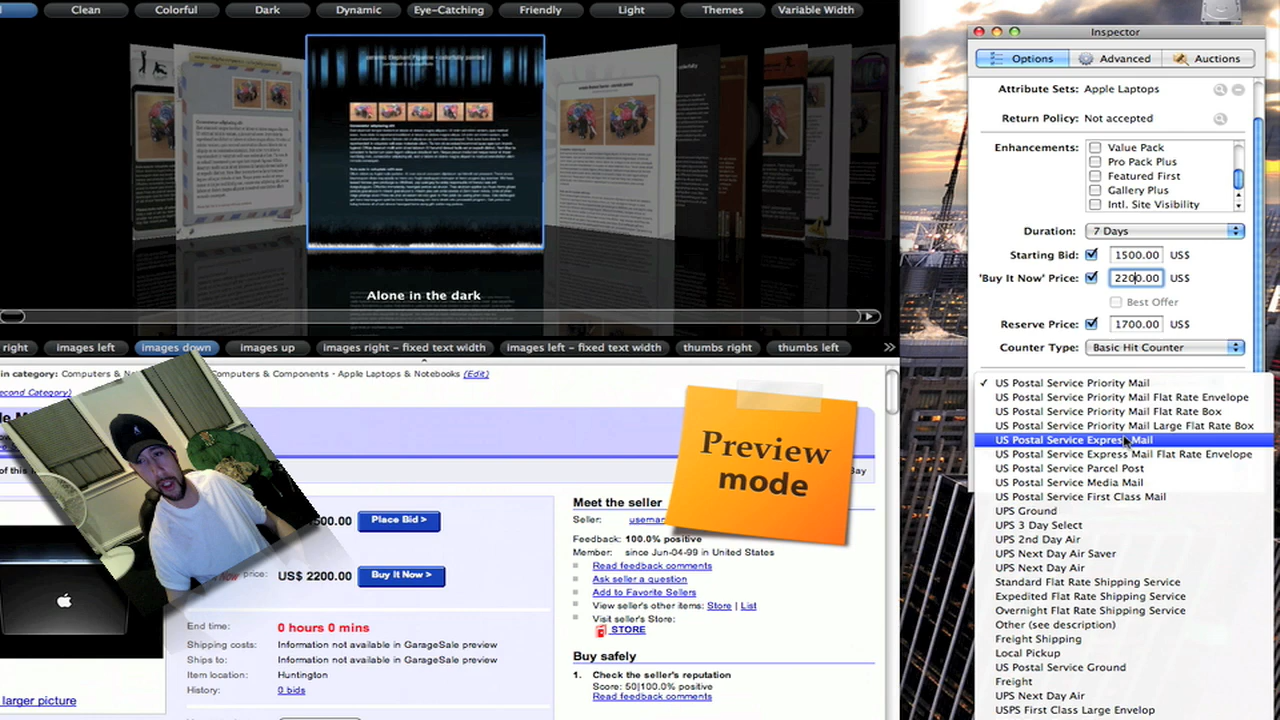 Clean Colorful Dark Dynamic Eye-Catching Friendly Light Themes Variable Width
Alone in the dark
right images left images down images up images right – fixed text width images left – fixed text width thumbs right thumbs left »
in category: Computers & N omputers & Components - Apple Laptops & Notebooks (Edit)
econd Category)
Preview
mode
of this
Bay
500.00 Place Bid >
price: US$ 2200.00 Buy It Now >
End time: 0 hours 0 mins
Shipping costs: Information not available in GarageSale preview
Ships to: Information not available in GarageSale preview
Item location: Huntington
History: 0 bids
larger picture
Meet the seller
Seller: usernam
Feedback: 100.0% positive
Member: since Jun-04-99 in United States
Read feedback comments
Ask seller a question
Add to Favorite Sellers
View seller's other items: Store | List
Visit seller's Store:
STORE
Buy safely
1. Check the seller's reputation
Score: 50|100.0% positive
Read feedback comments
Inspector
Options Advanced Auctions
Attribute Sets: Apple Laptops
Return Policy: Not accepted
Enhancements: Value Pack
Pro Pack Plus
Featured First
Gallery Plus
Intl. Site Visibility
Duration: 7 Days
Starting Bid: 1500.00 US$
'Buy It Now' Price: 2200.00 US$
Best Offer
Reserve Price: 1700.00 US$
Counter Type: Basic Hit Counter
✓ US Postal Service Priority Mail
US Postal Service Priority Mail Flat Rate Envelope
US Postal Service Priority Mail Flat Rate Box
US Postal Service Priority Mail Large Flat Rate Box
US Postal Service Express Mail
US Postal Service Express Mail Flat Rate Envelope
US Postal Service Parcel Post
US Postal Service Media Mail
US Postal Service First Class Mail
UPS Ground
UPS 3 Day Select
UPS 2nd Day Air
UPS Next Day Air Saver
UPS Next Day Air
Standard Flat Rate Shipping Service
Expedited Flat Rate Shipping Service
Overnight Flat Rate Shipping Service
Other (see description)
Freight Shipping
Local Pickup
US Postal Service Ground
Freight
UPS Next Day Air
USPS First Class Large Envelop